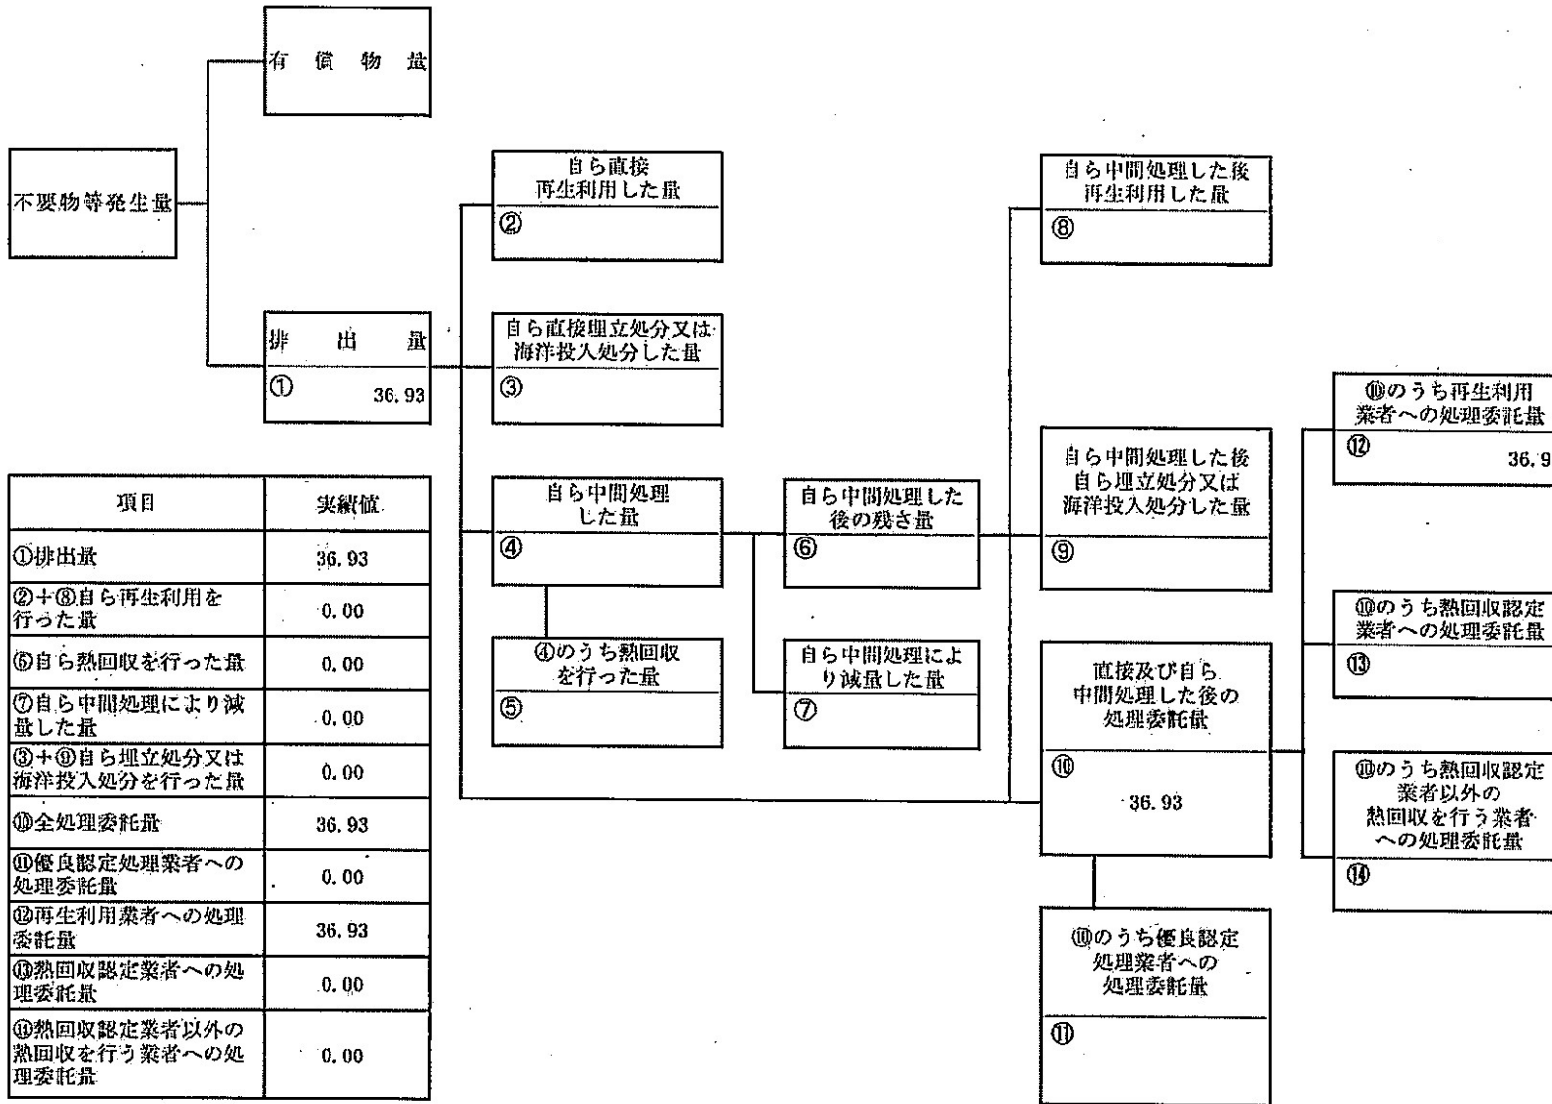 有償物量
不要物等発生量
排出量
① 36.93
自ら直接
再生利用した量
②
自ら直接埋立処分又は
海洋投入処分した量
③
自ら中間処理
した量
④
④のうち熱回収
を行った量
⑤
自ら中間処理した
後の残さ量
⑥
自ら中間処理によ
り減量した量
⑦
自ら中間処理した後
再生利用した量
⑧
自ら中間処理した後
自ら埋立処分又は
海洋投入処分した量
⑨
直接及び自ら
中間処理した後の
処理委託量
⑩
36.93
⑩のうち優良認定
処理業者への
処理委託量
⑪
⑩のうち再生利用
業者への処理委託量
⑫ 36.9
⑩のうち熱回収認定
業者への処理委託量
⑬
⑩のうち熱回収認定
業者以外の
熱回収を行う業者
への処理委託量
⑭
項目 実績値
①排出量 36.93
②+⑧自ら再生利用を
行った量 0.00
⑤自ら熱回収を行った量 0.00
⑦自ら中間処理により減
量した量 0.00
③+⑨自ら埋立処分又は
海洋投入処分を行った量 0.00
⑩全処理委託量 36.93
⑪優良認定処理業者への
処理委託量 0.00
⑫再生利用業者への処理
委託量 36.93
⑬熱回収認定業者への処
理委託量 0.00
⑭熱回収認定業者以外の
熱回収を行う業者への処
理委託量 0.00